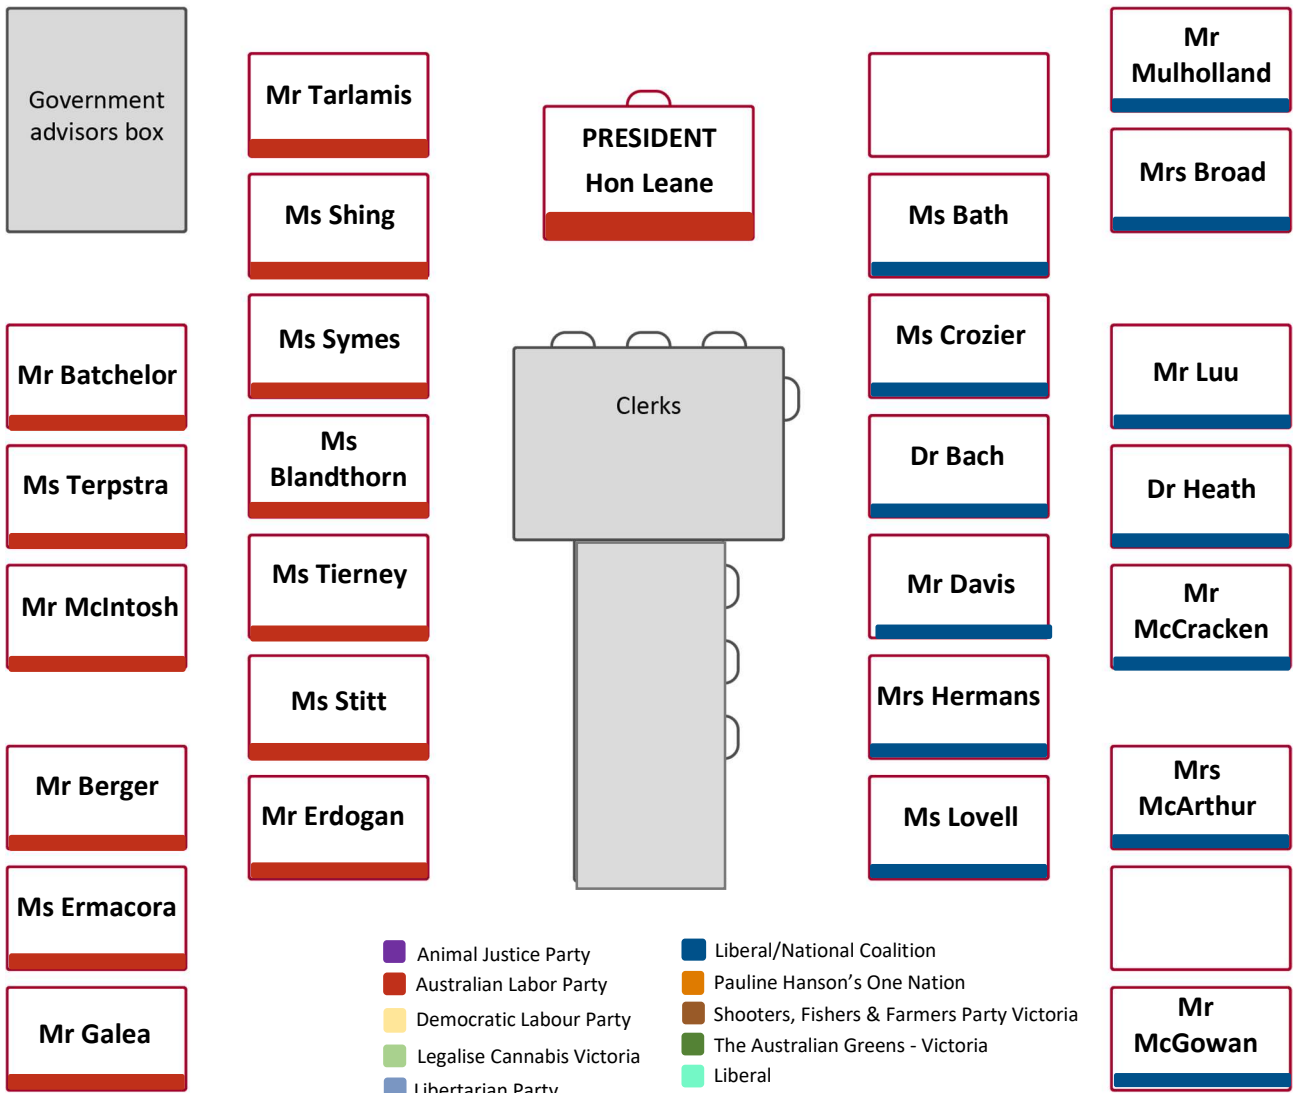 Government
advisors box
Mr Batchelor
Ms Terpstra
Mr McIntosh
Mr Berger
Ms Ermacora
Mr Galea
Mr Tarlamis
Ms Shing
Ms Symes
Ms
Blandthorn
Ms Tierney
Ms Stitt
Mr Erdogan
PRESIDENT
Hon Leane
Clerks
Ms Bath
Ms Crozier
Dr Bach
Mr Davis
Mrs Hermans
Ms Lovell
Mr
Mulholland
Mrs Broad
Mr Luu
Dr Heath
Mr
McCracken
Mrs
McArthur
Mr
McGowan
Animal Justice Party
Australian Labor Party
Democratic Labour Party
Legalise Cannabis Victoria
Libertarian Party
Liberal/National Coalition
Pauline Hanson’s One Nation
Shooters, Fishers & Farmers Party Victoria
The Australian Greens - Victoria
Liberal